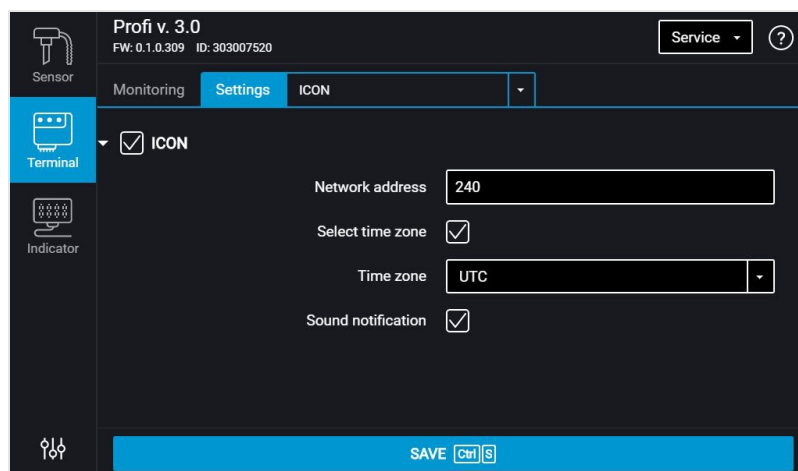 Profi v. 3.0
FW: 0.1.0.309 ID: 303007520
Service
?
Sensor
Monitoring
Settings
ICON
Terminal
ICON
Network address
240
Select time zone
Indicator
Time zone
UTC
Sound notification
SAVE Ctrl S